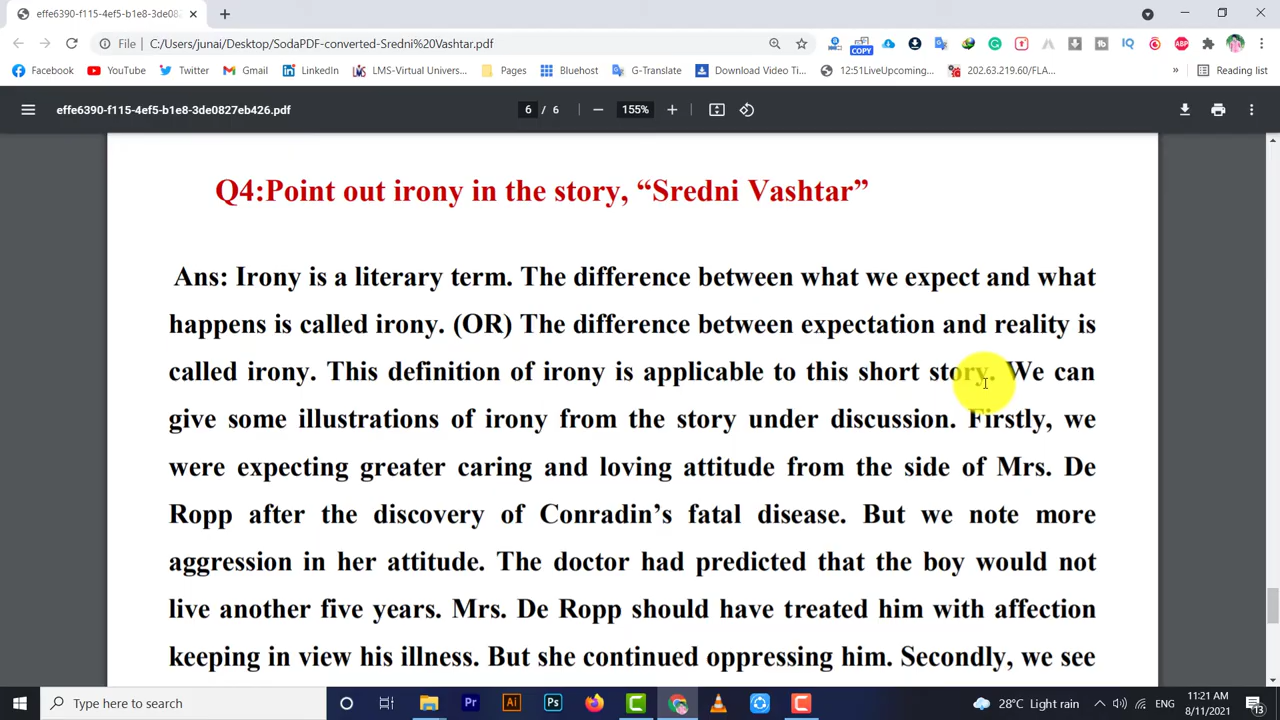 effe6390-f115-4ef5-b1e8-3de0827eb426.pdf
File | C:/Users/junai/Desktop/SodaPDF-converted-Sredni%20Vashtar.pdf
COPY
IQ
ABP
Facebook YouTube Twitter Gmail LinkedIn LMS-Virtual Univers... Pages Bluehost G-Translate Download Video Ti... 12:51LiveUpcoming... 202.63.219.60/FLA... » Reading list
effe6390-f115-4ef5-b1e8-3de0827eb426.pdf 6 / 6 155%
Q4:Point out irony in the story, “Sredni Vashtar”
Ans: Irony is a literary term. The difference between what we expect and what
happens is called irony. (OR) The difference between expectation and reality is
called irony. This definition of irony is applicable to this short story. We can
give some illustrations of irony from the story under discussion. Firstly, we
were expecting greater caring and loving attitude from the side of Mrs. De
Ropp after the discovery of Conradin’s fatal disease. But we note more
aggression in her attitude. The doctor had predicted that the boy would not
live another five years. Mrs. De Ropp should have treated him with affection
keeping in view his illness. But she continued oppressing him. Secondly, we see
Type here to search
Pr Ai Ps
28°C Light rain ENG 11:21 AM
8/11/2021 13